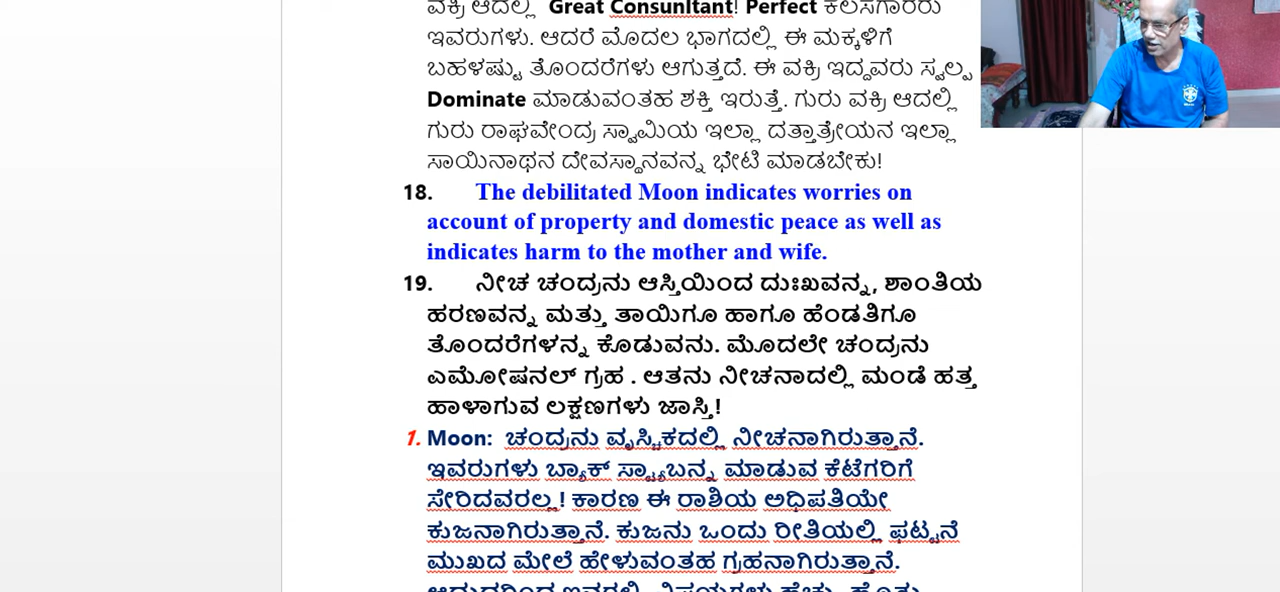 ವಕ್ರಿ ಆದಲ್ಲಿ Great Consunltant! Perfect ಕೆಲಸಗಾರರು
ಇವರುಗಳು. ಆದರೆ ಮೊದಲ ಭಾಗದಲ್ಲಿ ಈ ಮಕ್ಕಳಿಗೆ
ಬಹಳಷ್ಟು ತೊಂದರೆಗಳು ಆಗುತ್ತದೆ. ಈ ವಕ್ರಿ ಇದ್ದವರು ಸ್ವಲ್ಪ
Dominate ಮಾಡುವಂತಹ ಶಕ್ತಿ ಇರುತ್ತೆ. ಗುರು ವಕ್ರಿ ಆದಲ್ಲಿ
ಗುರು ರಾಘವೇಂದ್ರ ಸ್ವಾಮಿಯ ಇಲ್ಲಾ ದತ್ತಾತ್ರೇಯನ ಇಲ್ಲಾ
ಸಾಯಿನಾಥನ ದೇವಸ್ಥಾನವನ್ನು ಭೇಟಿ ಮಾಡಬೇಕು!
18. The debilitated Moon indicates worries on
account of property and domestic peace as well as
indicates harm to the mother and wife.
19. ನೀಚ ಚಂದ್ರನು ಆಸ್ತಿಯಿಂದ ದುಃಖವನ್ನು, ಶಾಂತಿಯ
ಹರಣವನ್ನು ಮತ್ತು ತಾಯಿಗೂ ಹಾಗೂ ಹೆಂಡತಿಗೂ
ತೊಂದರೆಗಳನ್ನು ಕೊಡುವನು. ಮೊದಲೇ ಚಂದ್ರನು
ಎಮೋಷನಲ್ ಗ್ರಹ . ಆತನು ನೀಚನಾದಲ್ಲಿ ಮಂಡೆ ಹತ್ತ
ಹಾಳಾಗುವ ಲಕ್ಷಣಗಳು ಜಾಸ್ತಿ!
1. Moon: ಚಂದ್ರನು ವೃಸ್ಚಿಕದಲ್ಲಿ ನೀಚನಾಗಿರುತ್ತಾನೆ.
ಇವರುಗಳು ಬ್ಯಾಕ್ ಸ್ಟ್ಯಾಬನ್ನು ಮಾಡುವ ಕೆಟೆಗರಿಗೆ
ಸೇರಿದವರಲ್ಲ! ಕಾರಣ ಈ ರಾಶಿಯ ಅಧಿಪತಿಯೇ
ಕುಜನಾಗಿರುತ್ತಾನೆ. ಕುಜನು ಒಂದು ರೀತಿಯಲ್ಲಿ ಫಟ್ಟನೆ
ಮುಖದ ಮೇಲೆ ಹೇಳುವಂತಹ ಗ್ರಹನಾಗಿರುತ್ತಾನೆ.